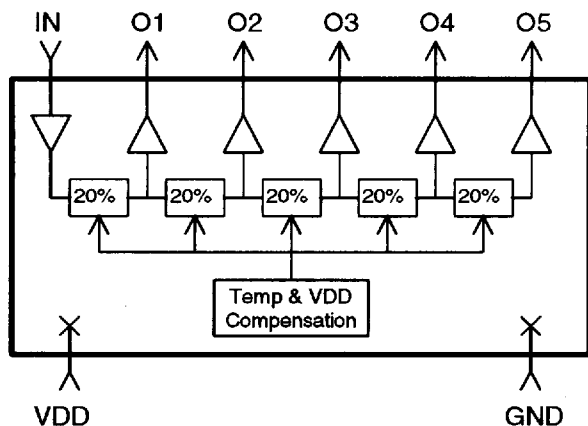 IN O1 O2 O3 O4 O5
20% 20% 20% 20% 20%
Temp & VDD
Compensation
VDD GND